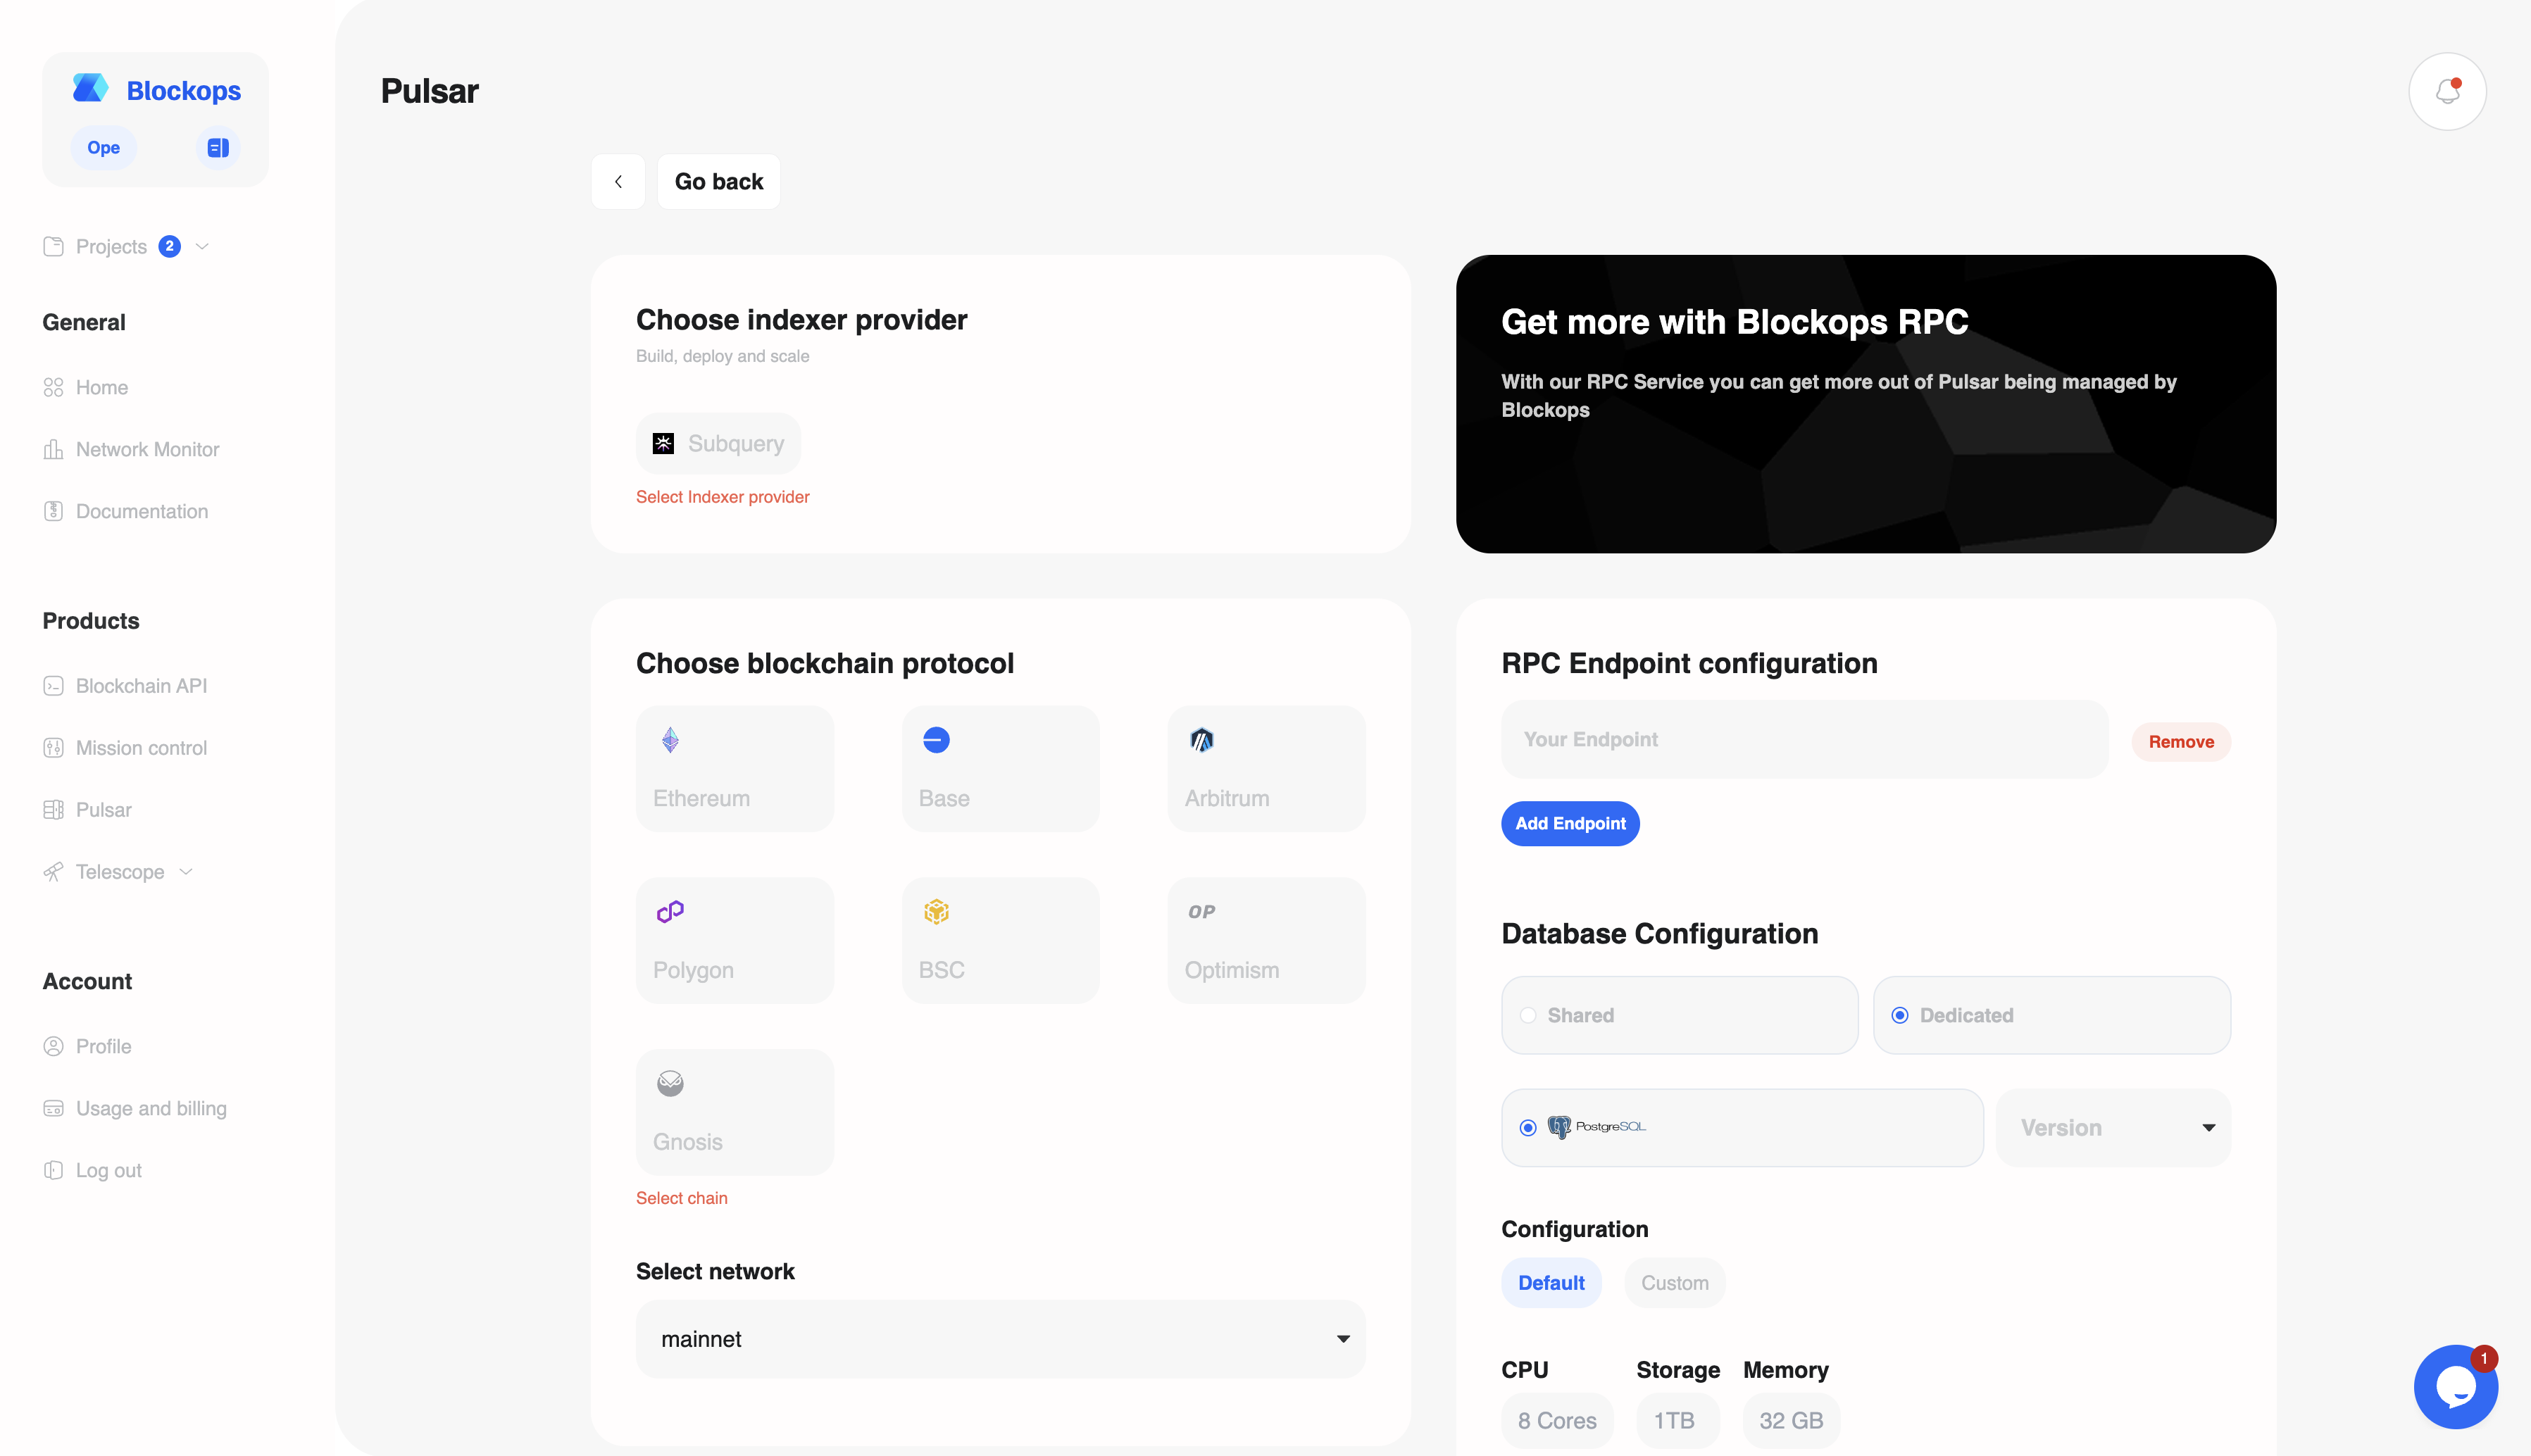 Blockops
Ope
Projects 2
General
Home
Network Monitor
Documentation
Products
Blockchain API
Mission control
Pulsar
Telescope
Account
Profile
Usage and billing
Log out
Pulsar
Go back
Choose indexer provider
Build, deploy and scale
Subquery
Select Indexer provider
Get more with Blockops RPC
With our RPC Service you can get more out of Pulsar being managed by
Blockops
Choose blockchain protocol
Ethereum
Base
Arbitrum
Polygon
BSC
OP
Optimism
Gnosis
Select chain
Select network
mainnet
RPC Endpoint configuration
Your Endpoint
Remove
Add Endpoint
Database Configuration
Shared
Dedicated
PostgreSQL
Version
Configuration
Default
Custom
CPU Storage Memory
8 Cores 1TB 32 GB
1